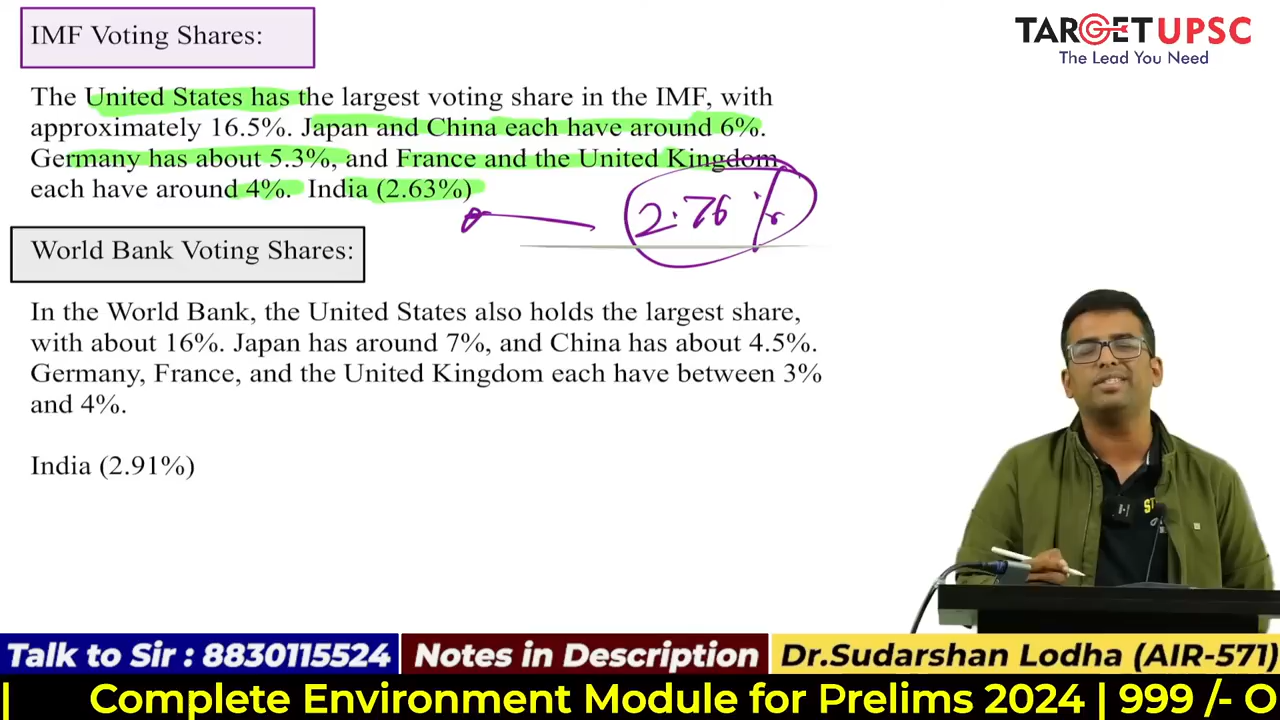 IMF Voting Shares:
TARGET UPSC
The Lead You Need
The United States has the largest voting share in the IMF, with
approximately 16.5%. Japan and China each have around 6%.
Germany has about 5.3%, and France and the United Kingdom
each have around 4%. India (2.63%)
2.76 %
World Bank Voting Shares:
In the World Bank, the United States also holds the largest share,
with about 16%. Japan has around 7%, and China has about 4.5%.
Germany, France, and the United Kingdom each have between 3%
and 4%.
India (2.91%)
Talk to Sir : 8830115524
Notes in Description
Dr.Sudarshan Lodha (AIR-571)
| Complete Environment Module for Prelims 2024 | 999 /- O